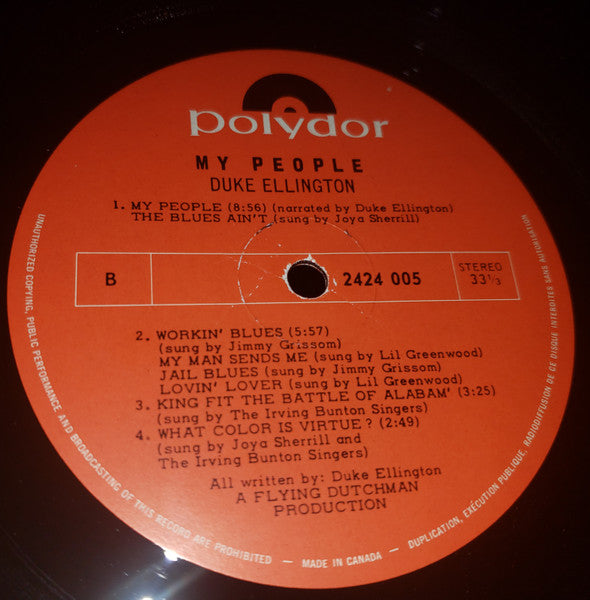 polydor
MY PEOPLE
DUKE ELLINGTON
1. MY PEOPLE (8:56) (narrated by Duke Ellington)
THE BLUES AIN'T (sung by Joya Sherrill)
B
2424 005
STEREO
33 1/3
2. WORKIN' BLUES (5:57)
(sung by Jimmy Grissom)
MY MAN SENDS ME (sung by Lil Greenwood)
JAIL BLUES (sung by Jimmy Grissom)
LOVIN' LOVER (sung by Lil Greenwood)
3. KING FIT THE BATTLE OF ALABAM' (3:25)
(sung by The Irving Bunton Singers)
4. WHAT COLOR IS VIRTUE? (2:49)
(sung by Joya Sherrill and
The Irving Bunton Singers)
All written by: Duke Ellington
A FLYING DUTCHMAN
PRODUCTION
UNAUTHORIZED COPYING, PUBLIC PERFORMANCE AND BROADCASTING OF THIS RECORD ARE PROHIBITED — MADE IN CANADA — DUPLICATION, EXÉCUTION PUBLIQUE, RADIODIFFUSION DE CE DISQUE INTERDITES SANS AUTORISATION